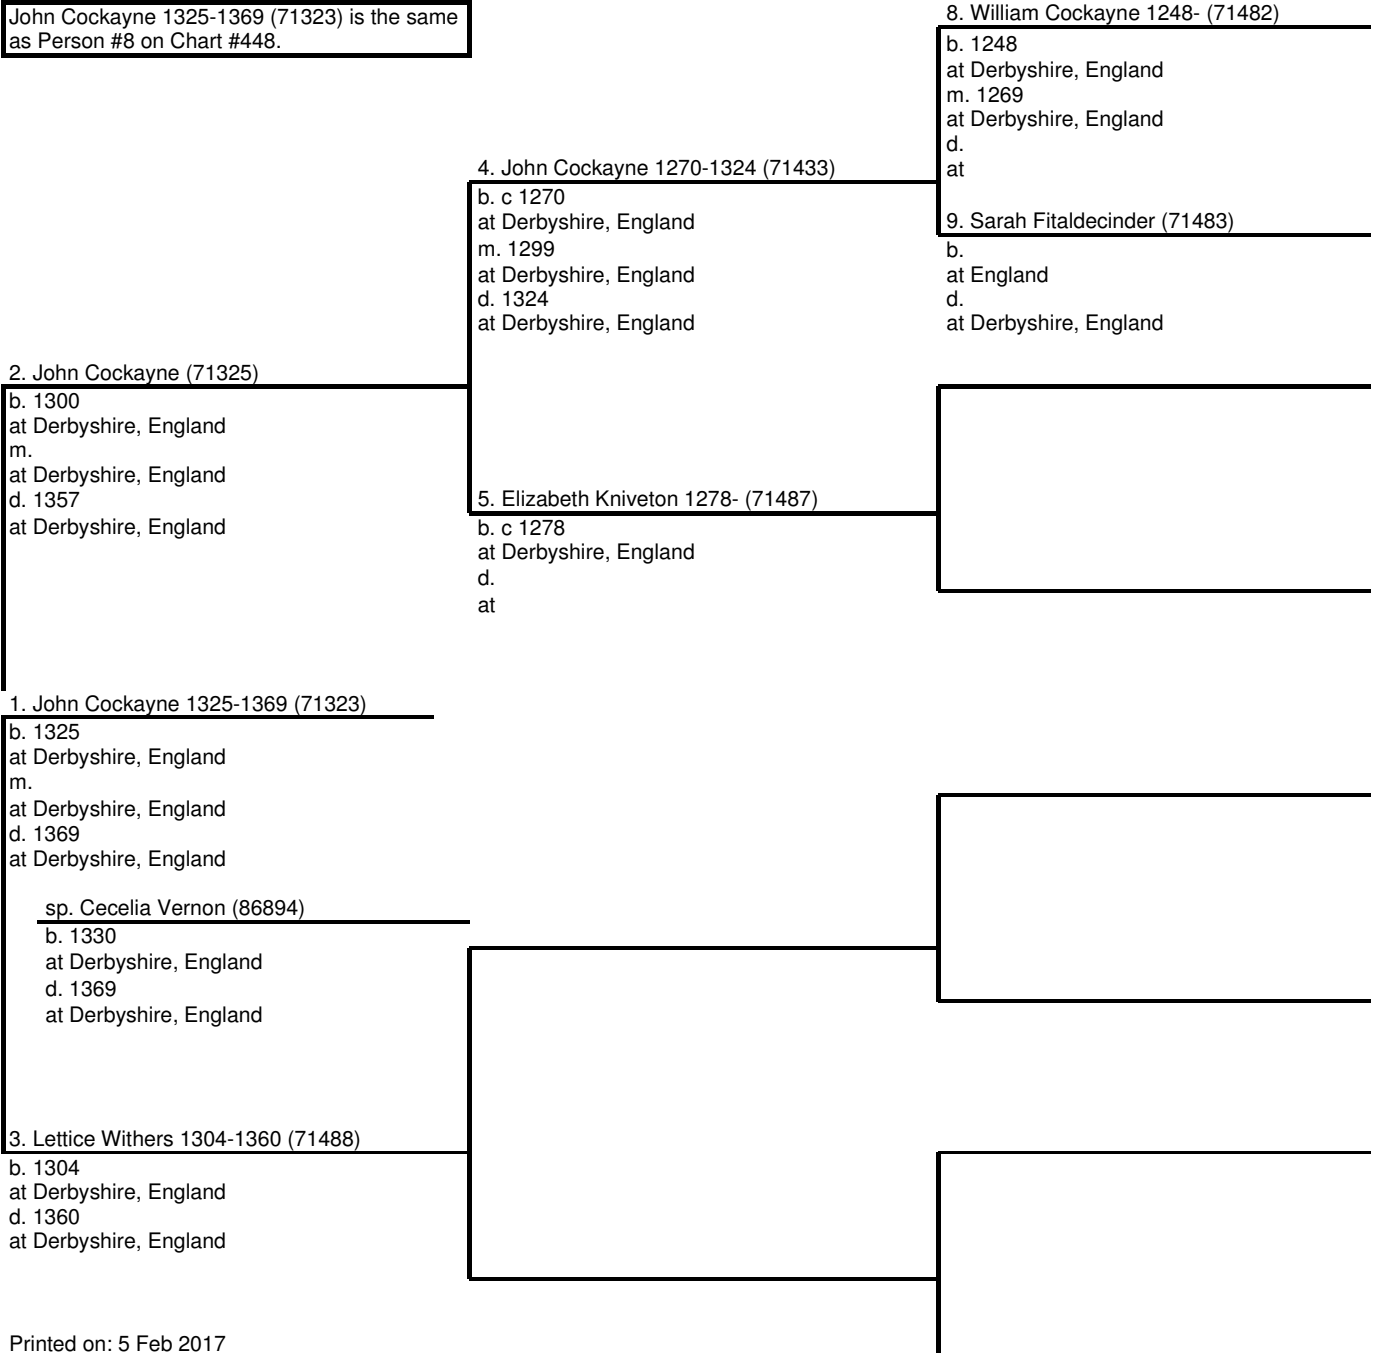 John Cockayne 1325-1369 (71323) is the same
as Person #8 on Chart #448.
8. William Cockayne 1248- (71482)
b. 1248
at Derbyshire, England
m. 1269
at Derbyshire, England
d.
at
4. John Cockayne 1270-1324 (71433)
b. c 1270
at Derbyshire, England
m. 1299
at Derbyshire, England
d. 1324
at Derbyshire, England
9. Sarah Fitaldecinder (71483)
b.
at England
d.
at Derbyshire, England
2. John Cockayne (71325)
b. 1300
at Derbyshire, England
m.
at Derbyshire, England
d. 1357
at Derbyshire, England
5. Elizabeth Kniveton 1278- (71487)
b. c 1278
at Derbyshire, England
d.
at
1. John Cockayne 1325-1369 (71323)
b. 1325
at Derbyshire, England
m.
at Derbyshire, England
d. 1369
at Derbyshire, England
sp. Cecelia Vernon (86894)
b. 1330
at Derbyshire, England
d. 1369
at Derbyshire, England
3. Lettice Withers 1304-1360 (71488)
b. 1304
at Derbyshire, England
d. 1360
at Derbyshire, England
Printed on: 5 Feb 2017